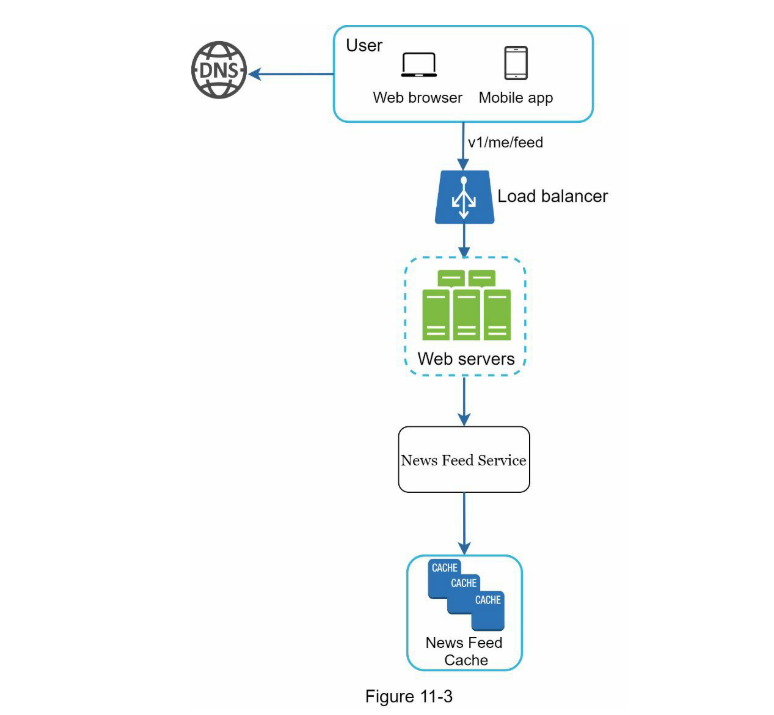 User
DNS
Web browser
Mobile app
v1/me/feed
Load balancer
Web servers
News Feed Service
CACHE
CACHE
CACHE
News Feed
Cache
Figure 11-3